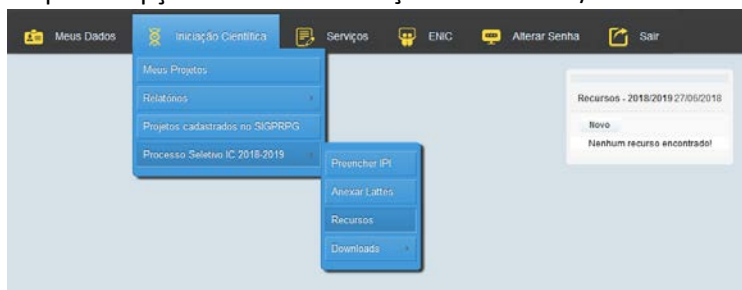 Meus Dados
Iniciação Científica
Serviços
ENIC
Alterar Senha
Sair
Meus Projetos
Relatórios
Projetos cadastrados no SIGPRPG
Processo Seletivo IC 2018-2019
Preencher IPI
Anexar Lattes
Recursos
Downloads
Recursos - 2018/2019 27/06/2018
Novo
Nenhum recurso encontrado!